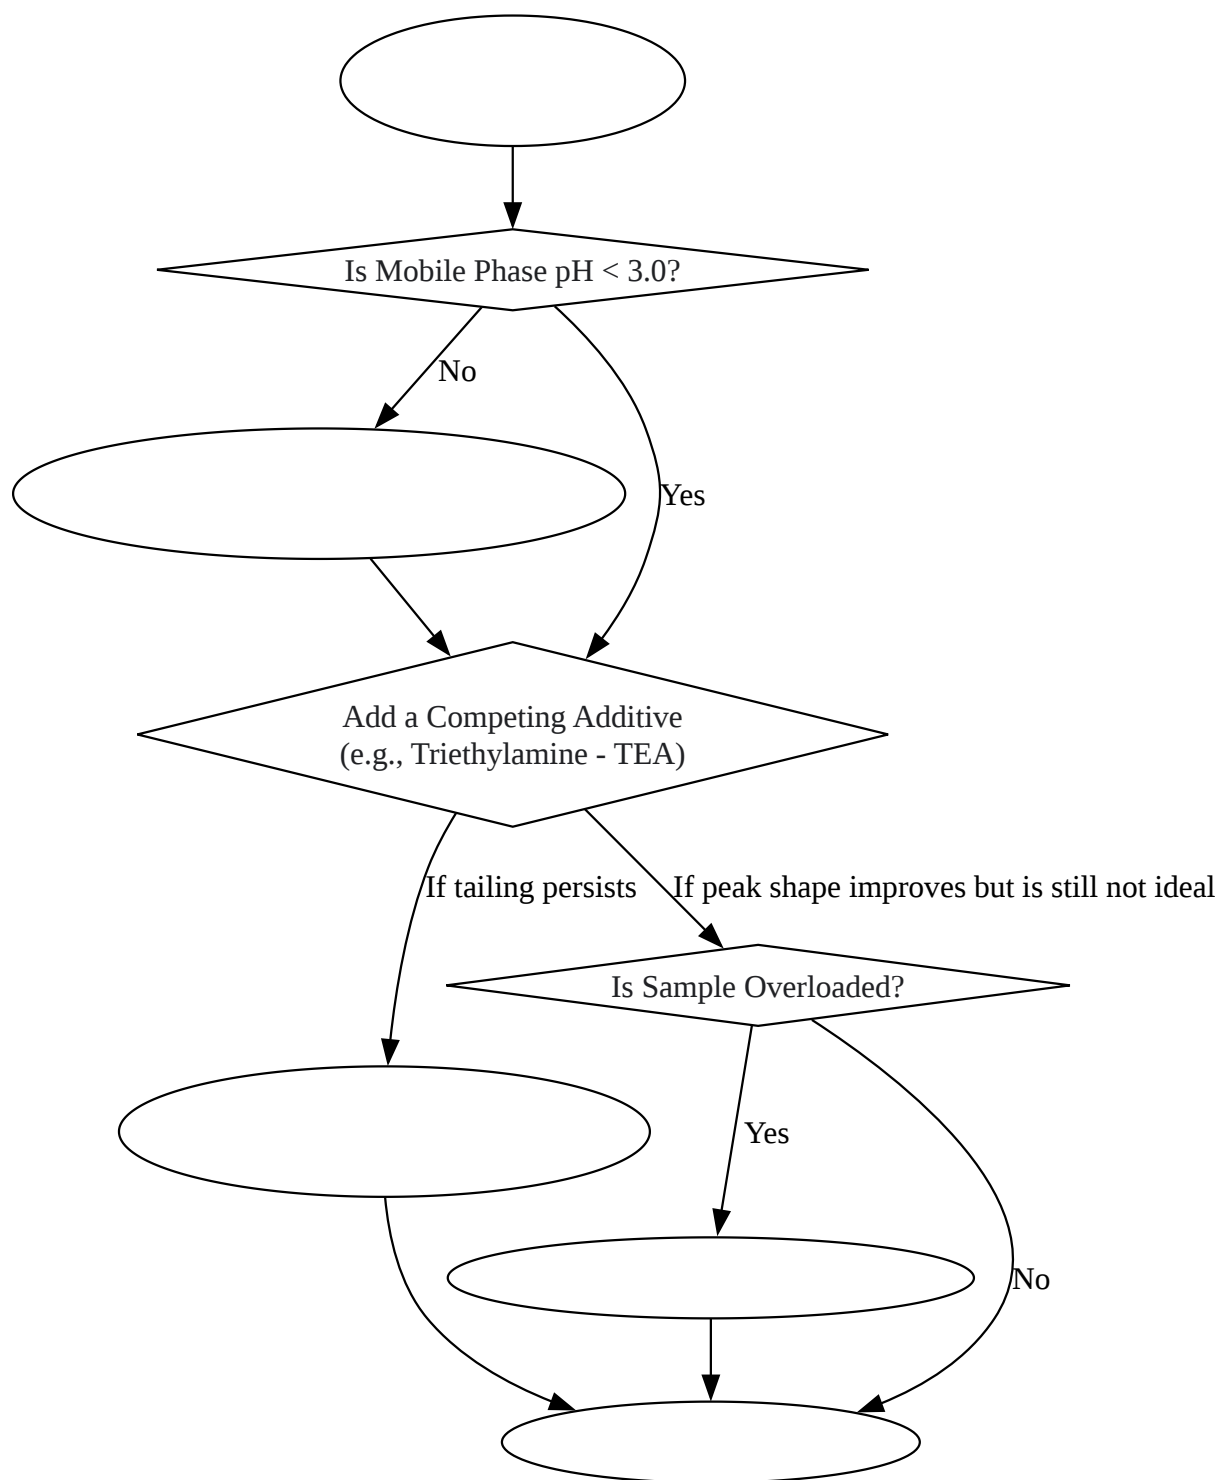 Is Mobile Phase pH < 3.0?
No
Yes
Add a Competing Additive
(e.g., Triethylamine - TEA)
If tailing persists
If peak shape improves but is still not ideal
Is Sample Overloaded?
Yes
No